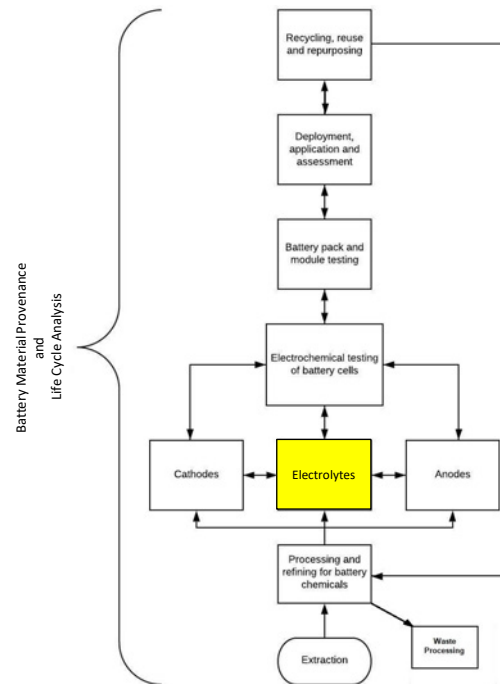 Recycling, reuse
and repurposing
Deployment,
application and
assessment
Battery pack and
module testing
Battery Material Provenance
and
Life Cycle Analysis
Electrochemical testing
of battery cells
Cathodes
Electrolytes
Anodes
Processing and
refining for battery
chemicals
Waste
Processing
Extraction